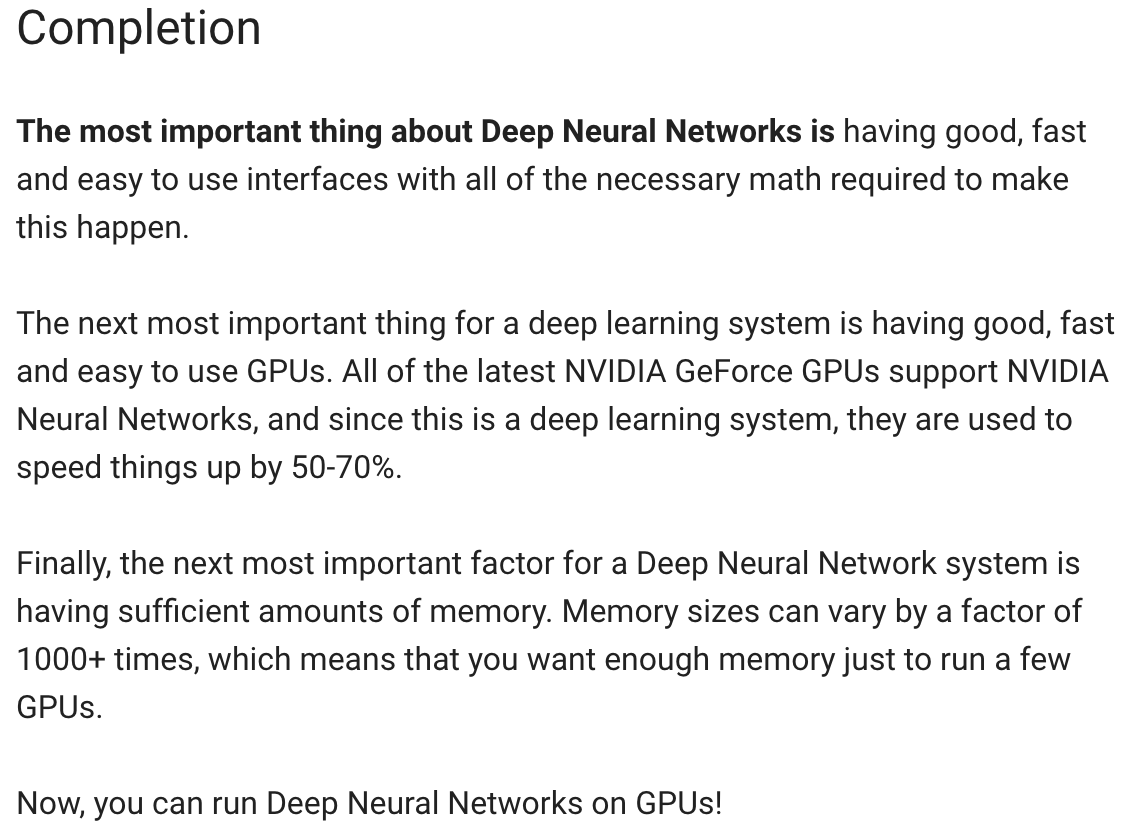 Completion
The most important thing about Deep Neural Networks is having good, fast
and easy to use interfaces with all of the necessary math required to make
this happen.
The next most important thing for a deep learning system is having good, fast
and easy to use GPUs. All of the latest NVIDIA GeForce GPUs support NVIDIA
Neural Networks, and since this is a deep learning system, they are used to
speed things up by 50-70%.
Finally, the next most important factor for a Deep Neural Network system is
having sufficient amounts of memory. Memory sizes can vary by a factor of
1000+ times, which means that you want enough memory just to run a few
GPUs.
Now, you can run Deep Neural Networks on GPUs!